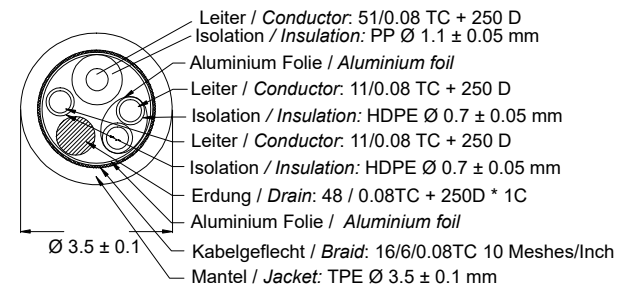 Leiter / Conductor: 51/0.08 TC + 250 D
Isolation / Insulation: PP Ø 1.1 ± 0.05 mm
Aluminium Folie / Aluminium foil
Leiter / Conductor: 11/0.08 TC + 250 D
Isolation / Insulation: HDPE Ø 0.7 ± 0.05 mm
Leiter / Conductor: 11/0.08 TC + 250 D
Isolation / Insulation: HDPE Ø 0.7 ± 0.05 mm
Erdung / Drain: 48 / 0.08TC + 250D * 1C
Aluminium Folie / Aluminium foil
Ø 3.5 ± 0.1
Kabelgeflecht / Braid: 16/6/0.08TC 10 Meshes/Inch
Mantel / Jacket: TPE Ø 3.5 ± 0.1 mm